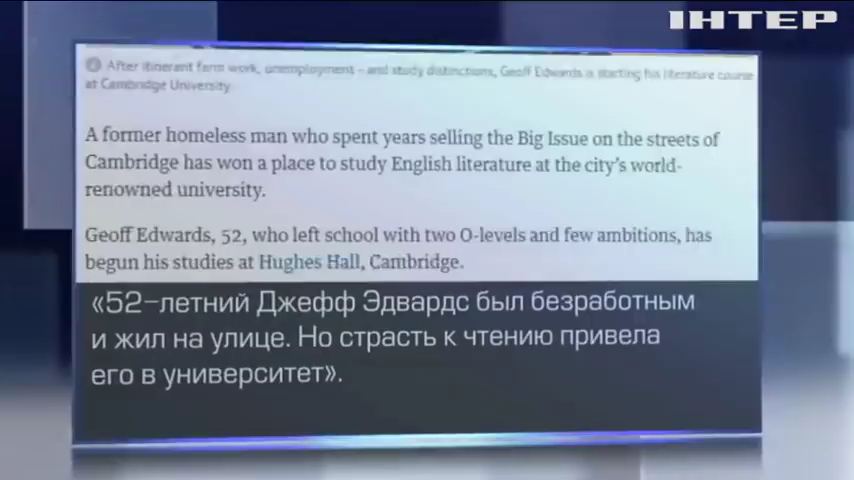 ІНТЕР
After itinerant farm work, unemployment – and study distinctions, Geoff Edwards is starting his literature course
at Cambridge University.
A former homeless man who spent years selling the Big Issue on the streets of
Cambridge has won a place to study English literature at the city’s world-
renowned university.
Geoff Edwards, 52, who left school with two O-levels and few ambitions, has
begun his studies at Hughes Hall, Cambridge.
«52–летний Джефф Эдвардс был безработным
и жил на улице. Но страсть к чтению привела
его в университет».